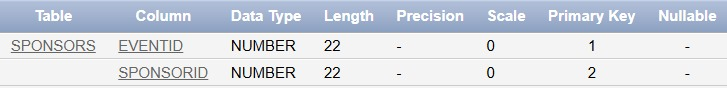 Table Column Data Type Length Precision Scale Primary Key Nullable
SPONSORS EVENTID NUMBER 22 - 0 1 -
SPONSORID NUMBER 22 - 0 2 -